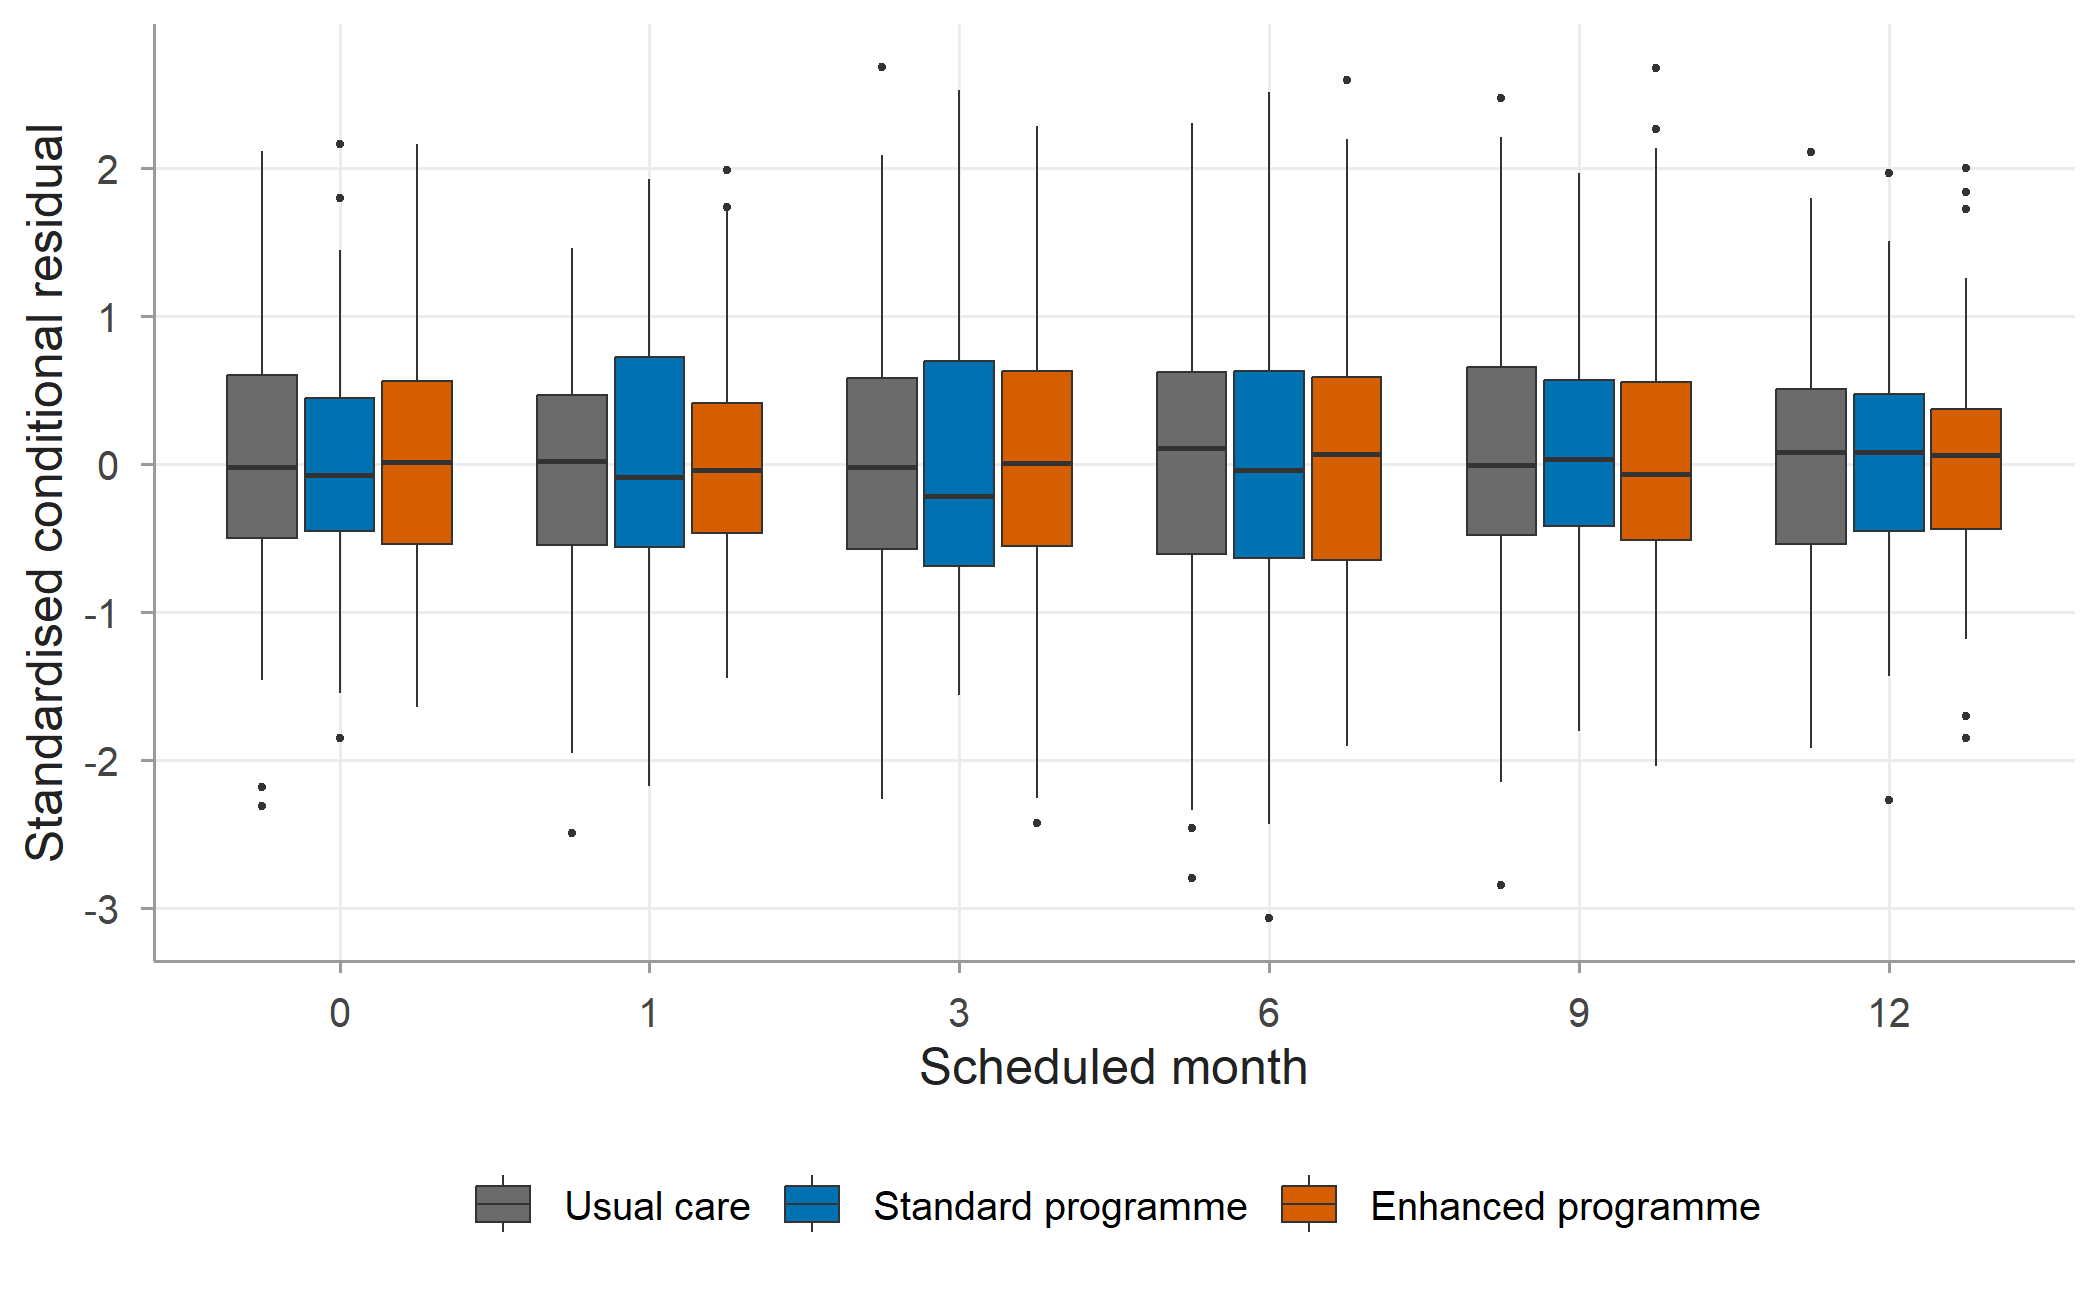 Standardised conditional residual
2
1
0
-1
-2
-3
0 1 3 6 9 12
Scheduled month
Usual care Standard programme Enhanced programme